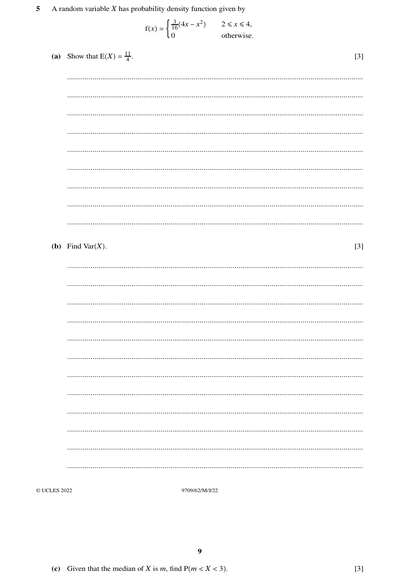 5 A random variable X has probability density function given by
f(x) = { 3/16 (4x − x²) 2 ⩽ x ⩽ 4,
0 otherwise.
(a) Show that E(X) = 11/4. [3]
(b) Find Var(X). [3]
© UCLES 2022 9709/62/M/J/22
9
(c) Given that the median of X is m, find P(m < X < 3). [3]